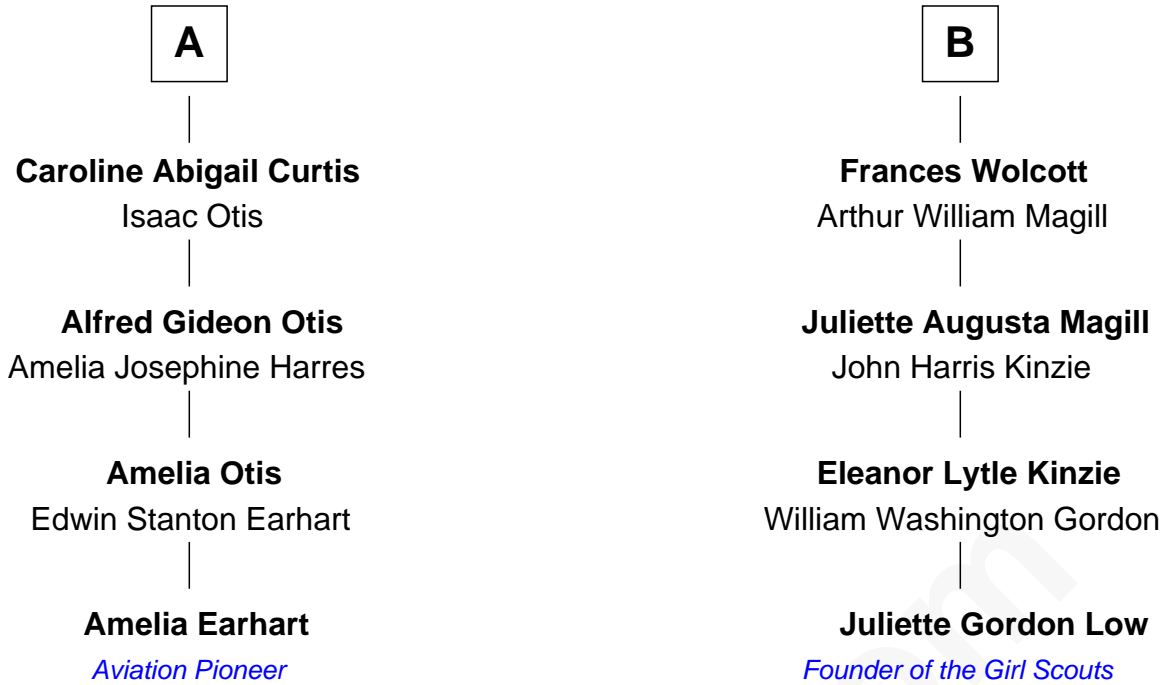 A
Caroline Abigail Curtis
Isaac Otis
Alfred Gideon Otis
Amelia Josephine Harres
Amelia Otis
Edwin Stanton Earhart
Amelia Earhart
Aviation Pioneer
B
Frances Wolcott
Arthur William Magill
Juliette Augusta Magill
John Harris Kinzie
Eleanor Lytle Kinzie
William Washington Gordon
Juliette Gordon Low
Founder of the Girl Scouts
om